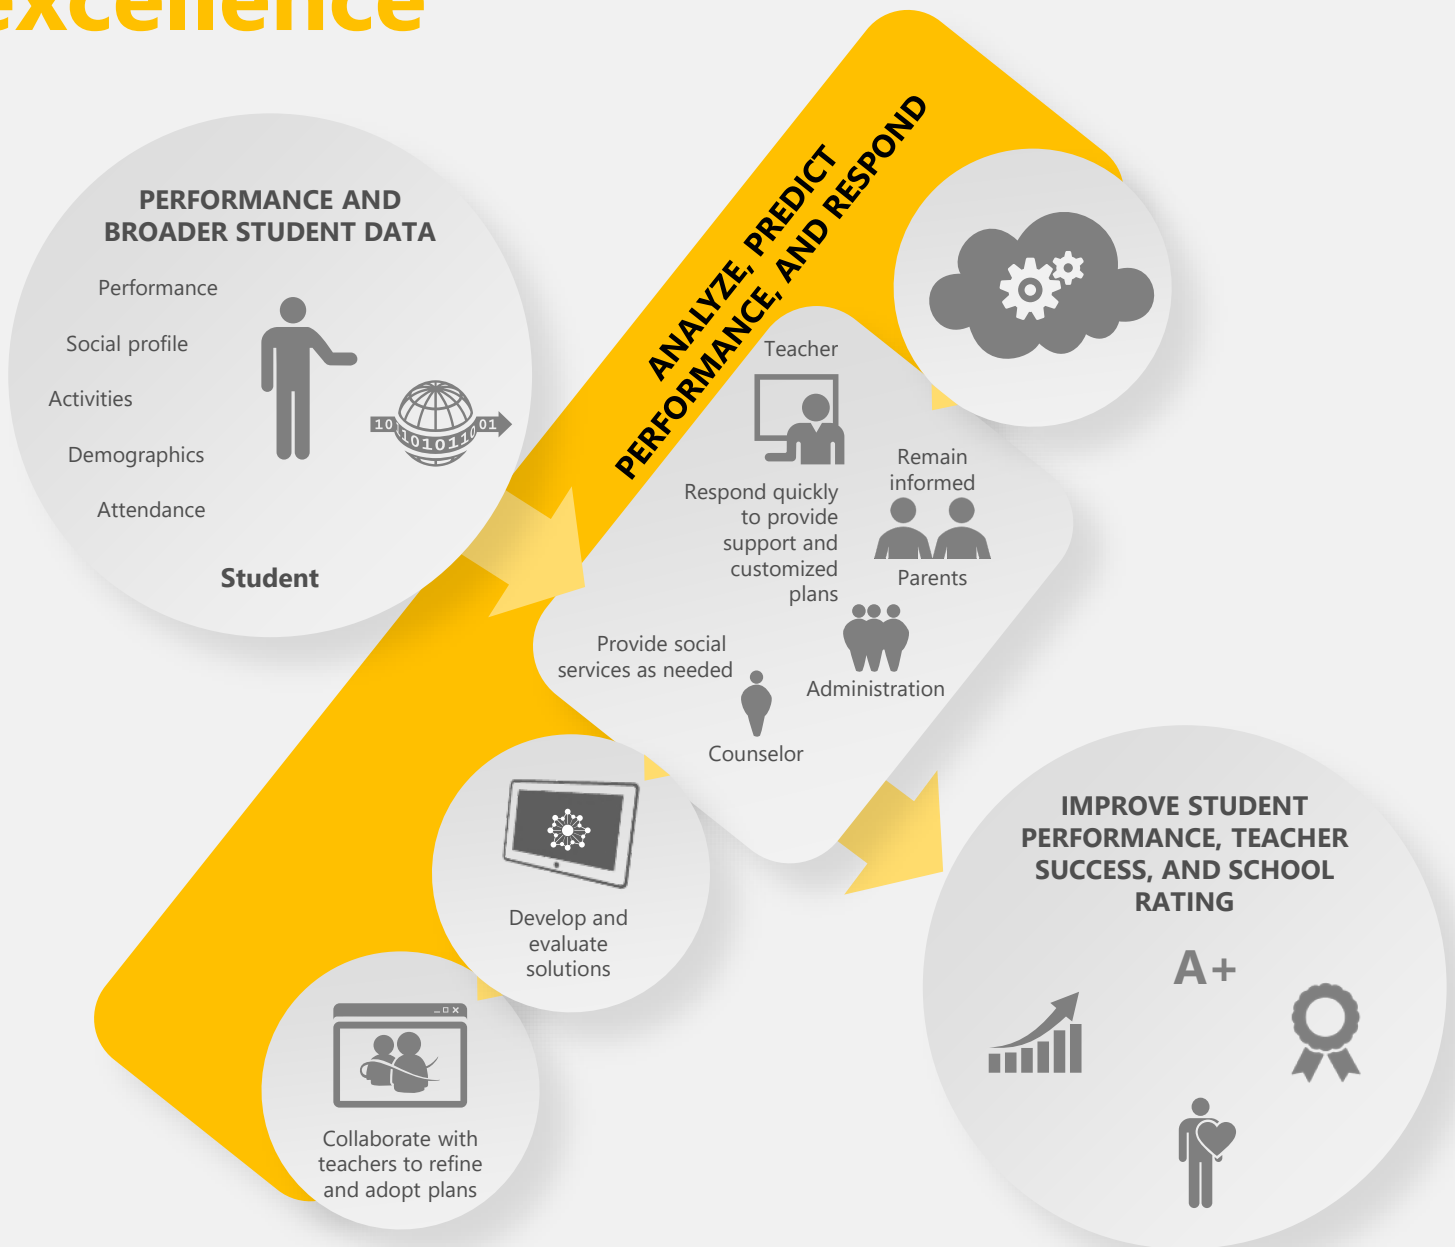 excellence
PERFORMANCE AND
BROADER STUDENT DATA
Performance
Social profile
Activities
Demographics
Attendance
Student
10
101011
01
ANALYZE, PREDICT
PERFORMANCE, AND RESPOND
Teacher
Respond quickly
to provide
support and
customized
plans
Remain
informed
Parents
Administration
Provide social
services as needed
Counselor
Develop and
evaluate
solutions
Collaborate with
teachers to refine
and adopt plans
IMPROVE STUDENT
PERFORMANCE, TEACHER
SUCCESS, AND SCHOOL
RATING
A+